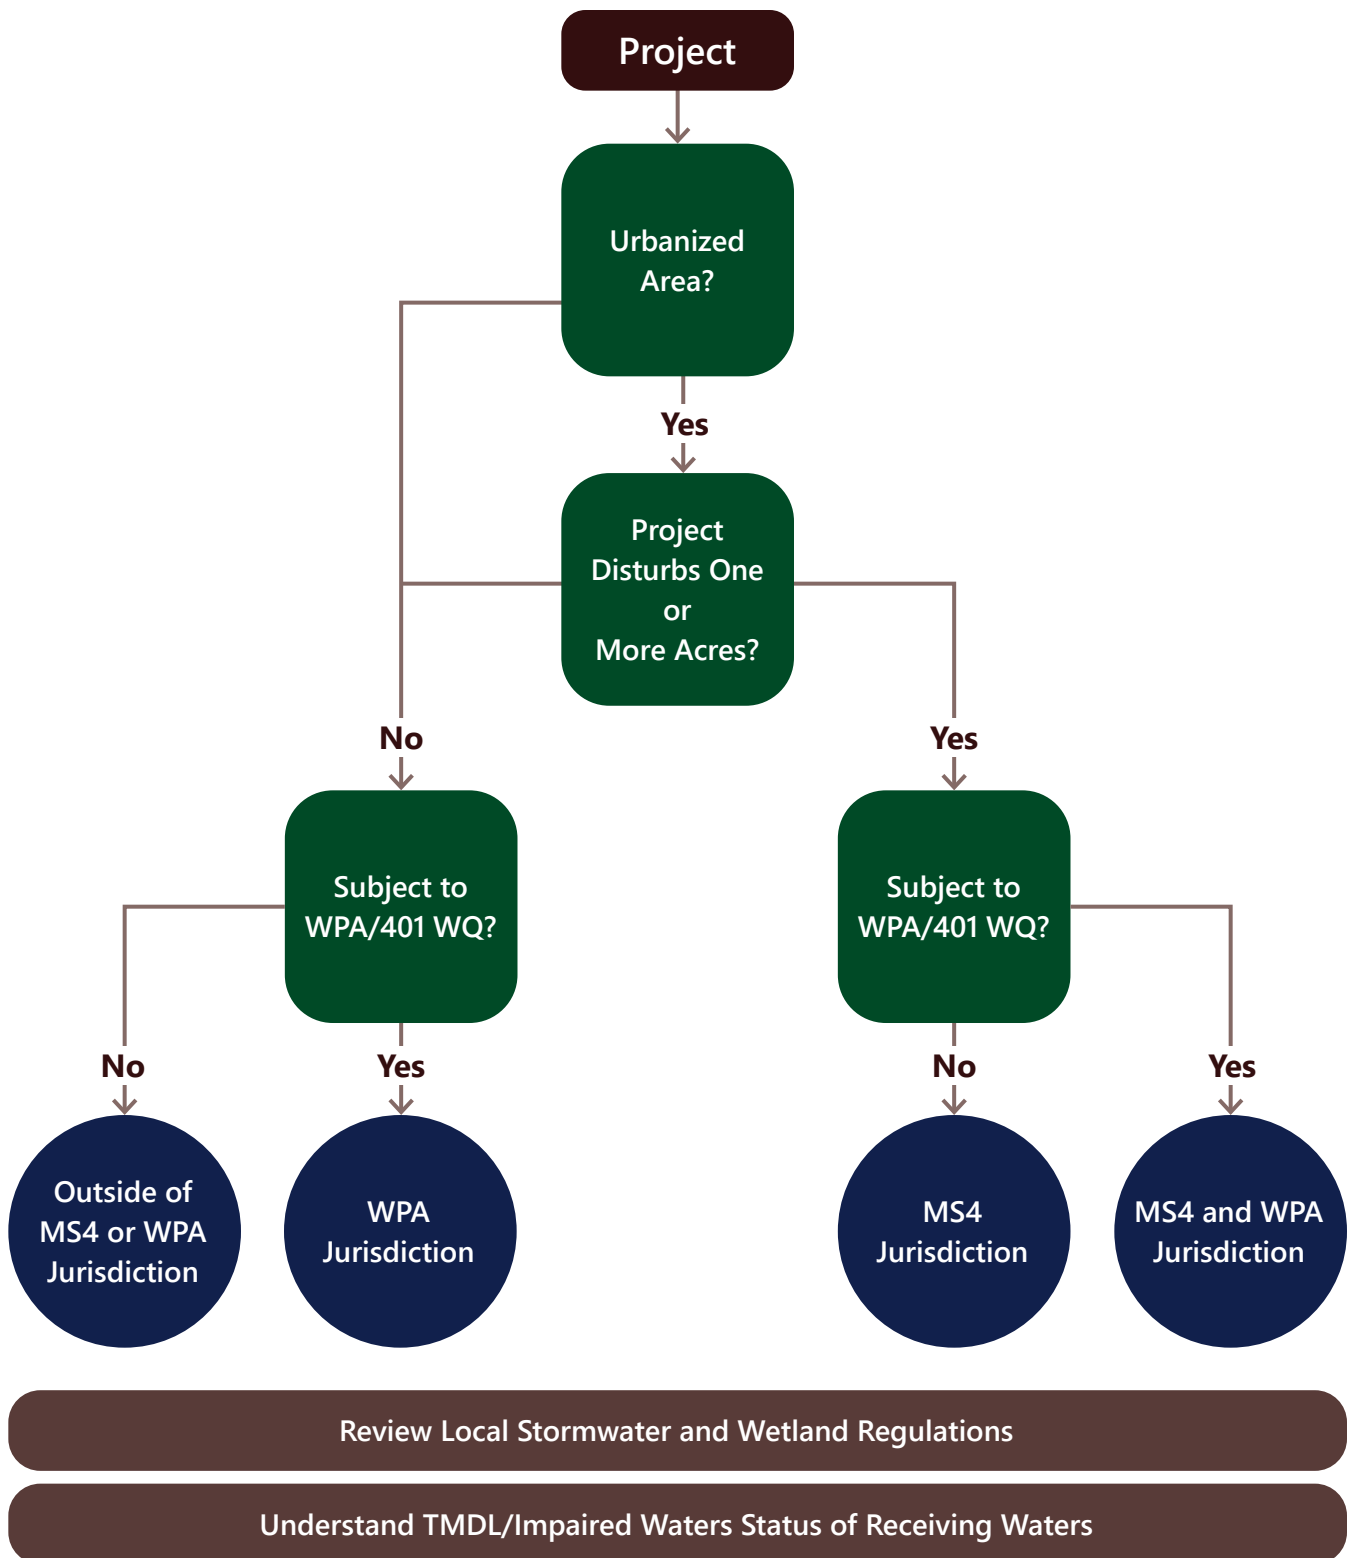 Project
Urbanized
Area?
Yes
Project
Disturbs One
or
More Acres?
No
Yes
Subject to
WPA/401 WQ?
Subject to
WPA/401 WQ?
No
Yes
No
Yes
Outside of
MS4 or WPA
Jurisdiction
WPA
Jurisdiction
MS4
Jurisdiction
MS4 and WPA
Jurisdiction
Review Local Stormwater and Wetland Regulations
Understand TMDL/Impaired Waters Status of Receiving Waters